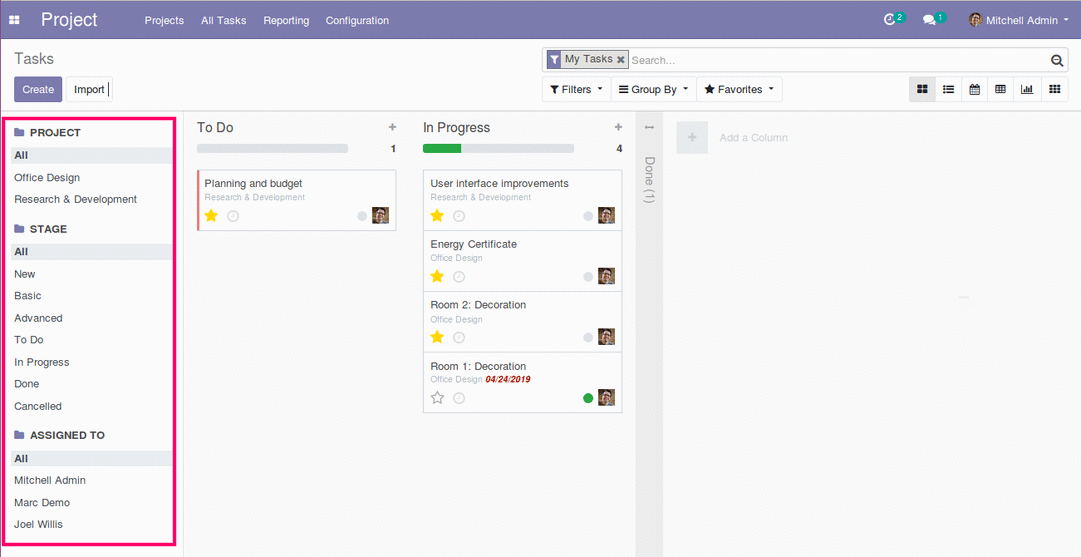 Project
Projects All Tasks Reporting Configuration
2
1
Mitchell Admin
Tasks
My Tasks
Search...
Create
Import
Filters
Group By
Favorites
PROJECT
All
Office Design
Research & Development
STAGE
All
New
Basic
Advanced
To Do
In Progress
Done
Cancelled
ASSIGNED TO
All
Mitchell Admin
Marc Demo
Joel Willis
To Do
1
Planning and budget
Research & Development
In Progress
4
User interface improvements
Research & Development
Energy Certificate
Office Design
Room 2: Decoration
Office Design
Room 1: Decoration
Office Design 04/24/2019
Done (1)
Add a Column